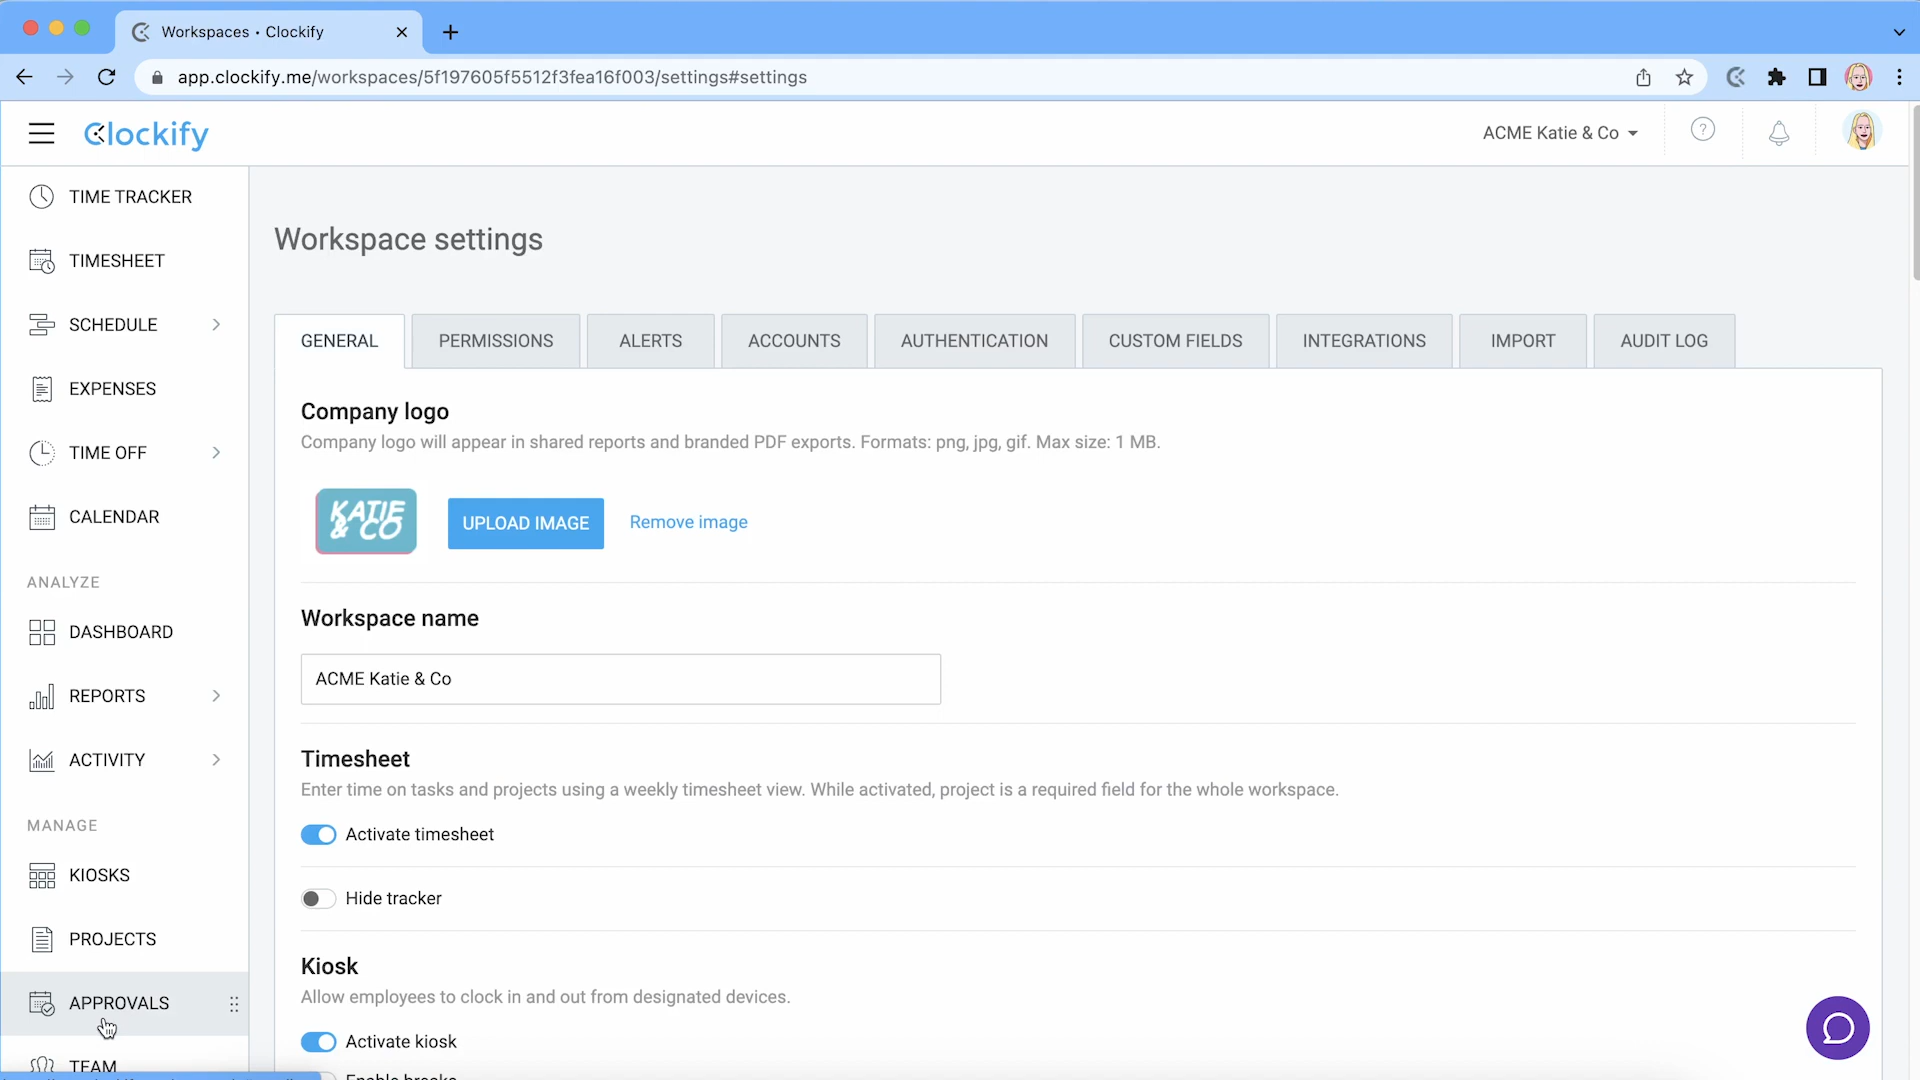 Workspaces • Clockify
app.clockify.me/workspaces/5f197605f5512f3fea16f003/settings#settings
Clockify
ACME Katie & Co
TIME TRACKER
TIMESHEET
SCHEDULE
EXPENSES
TIME OFF
CALENDAR
ANALYZE
DASHBOARD
REPORTS
ACTIVITY
MANAGE
KIOSKS
PROJECTS
APPROVALS
TEAM
Workspace settings
GENERAL PERMISSIONS ALERTS ACCOUNTS AUTHENTICATION CUSTOM FIELDS INTEGRATIONS IMPORT AUDIT LOG
Company logo
Company logo will appear in shared reports and branded PDF exports. Formats: png, jpg, gif. Max size: 1 MB.
KATIE
& CO
UPLOAD IMAGE Remove image
Workspace name
ACME Katie & Co
Timesheet
Enter time on tasks and projects using a weekly timesheet view. While activated, project is a required field for the whole workspace.
Activate timesheet
Hide tracker
Kiosk
Allow employees to clock in and out from designated devices.
Activate kiosk
Enable breaks